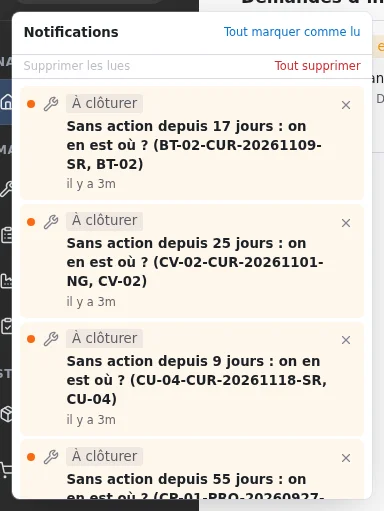 Notifications
Tout marquer comme lu
Supprimer les lues
Tout supprimer
À clôturer
Sans action depuis 17 jours : on
en est où ? (BT-02-CUR-20261109-
SR, BT-02)
il y a 3m
À clôturer
Sans action depuis 25 jours : on
en est où ? (CV-02-CUR-20261101-
NG, CV-02)
il y a 3m
À clôturer
Sans action depuis 9 jours : on en
est où ? (CU-04-CUR-20261118-SR,
CU-04)
il y a 3m
À clôturer
Sans action depuis 55 jours : on
en est où ? (CP-01-PRO-20260927-